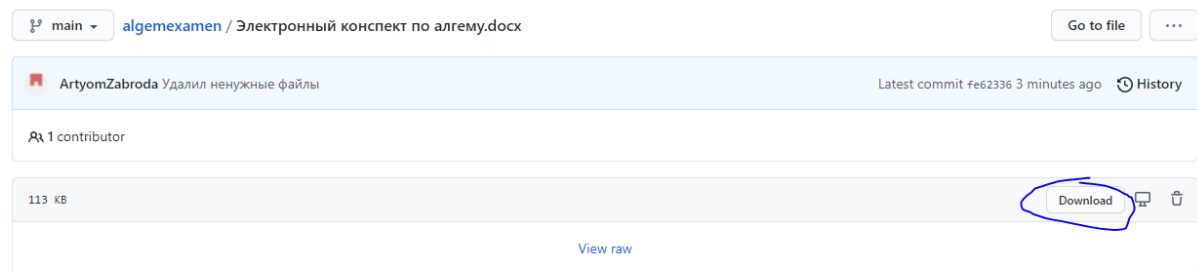 main algemexamen / Электронный конспект по алгему.docx Go to file ...
ArtyomZabroda Удалил ненужные файлы Latest commit fe62336 3 minutes ago History
1 contributor
113 KB Download
View raw